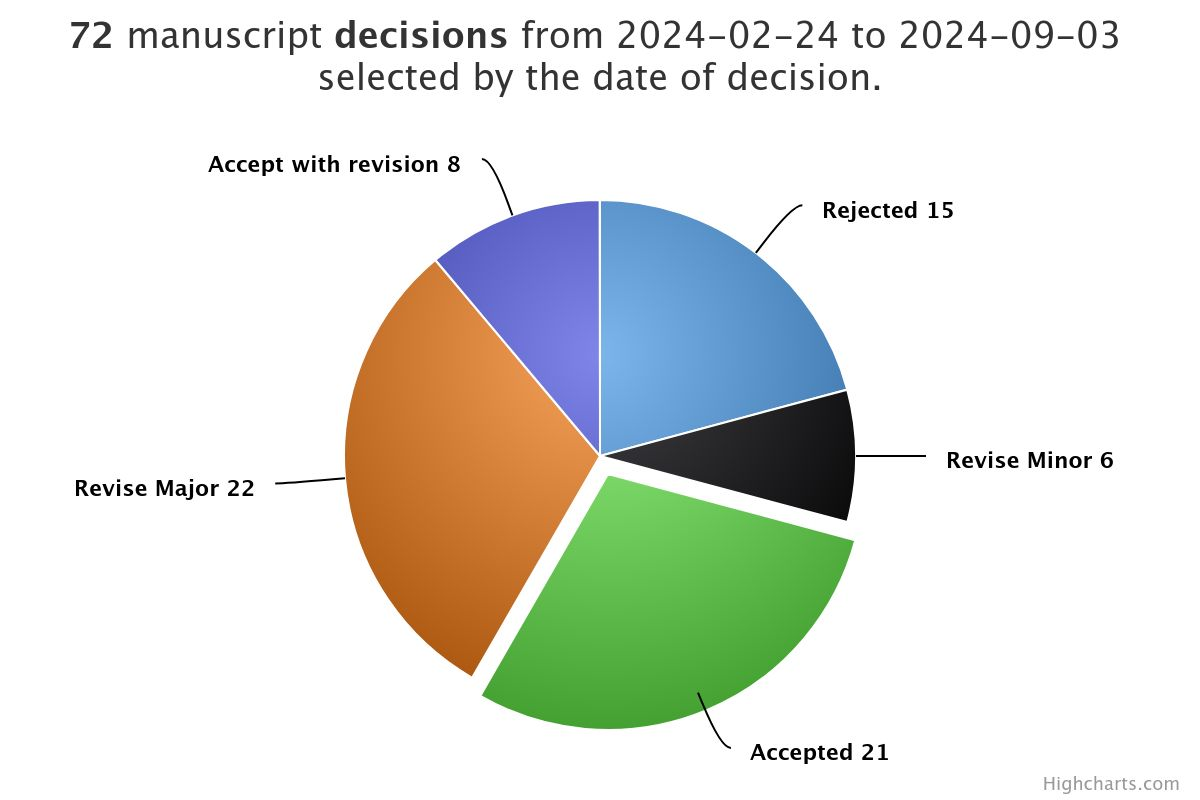 72 manuscript decisions from 2024-02-24 to 2024-09-03
selected by the date of decision.
Accept with revision 8
Rejected 15
Revise Minor 6
Revise Major 22
Accepted 21
Highcharts.com